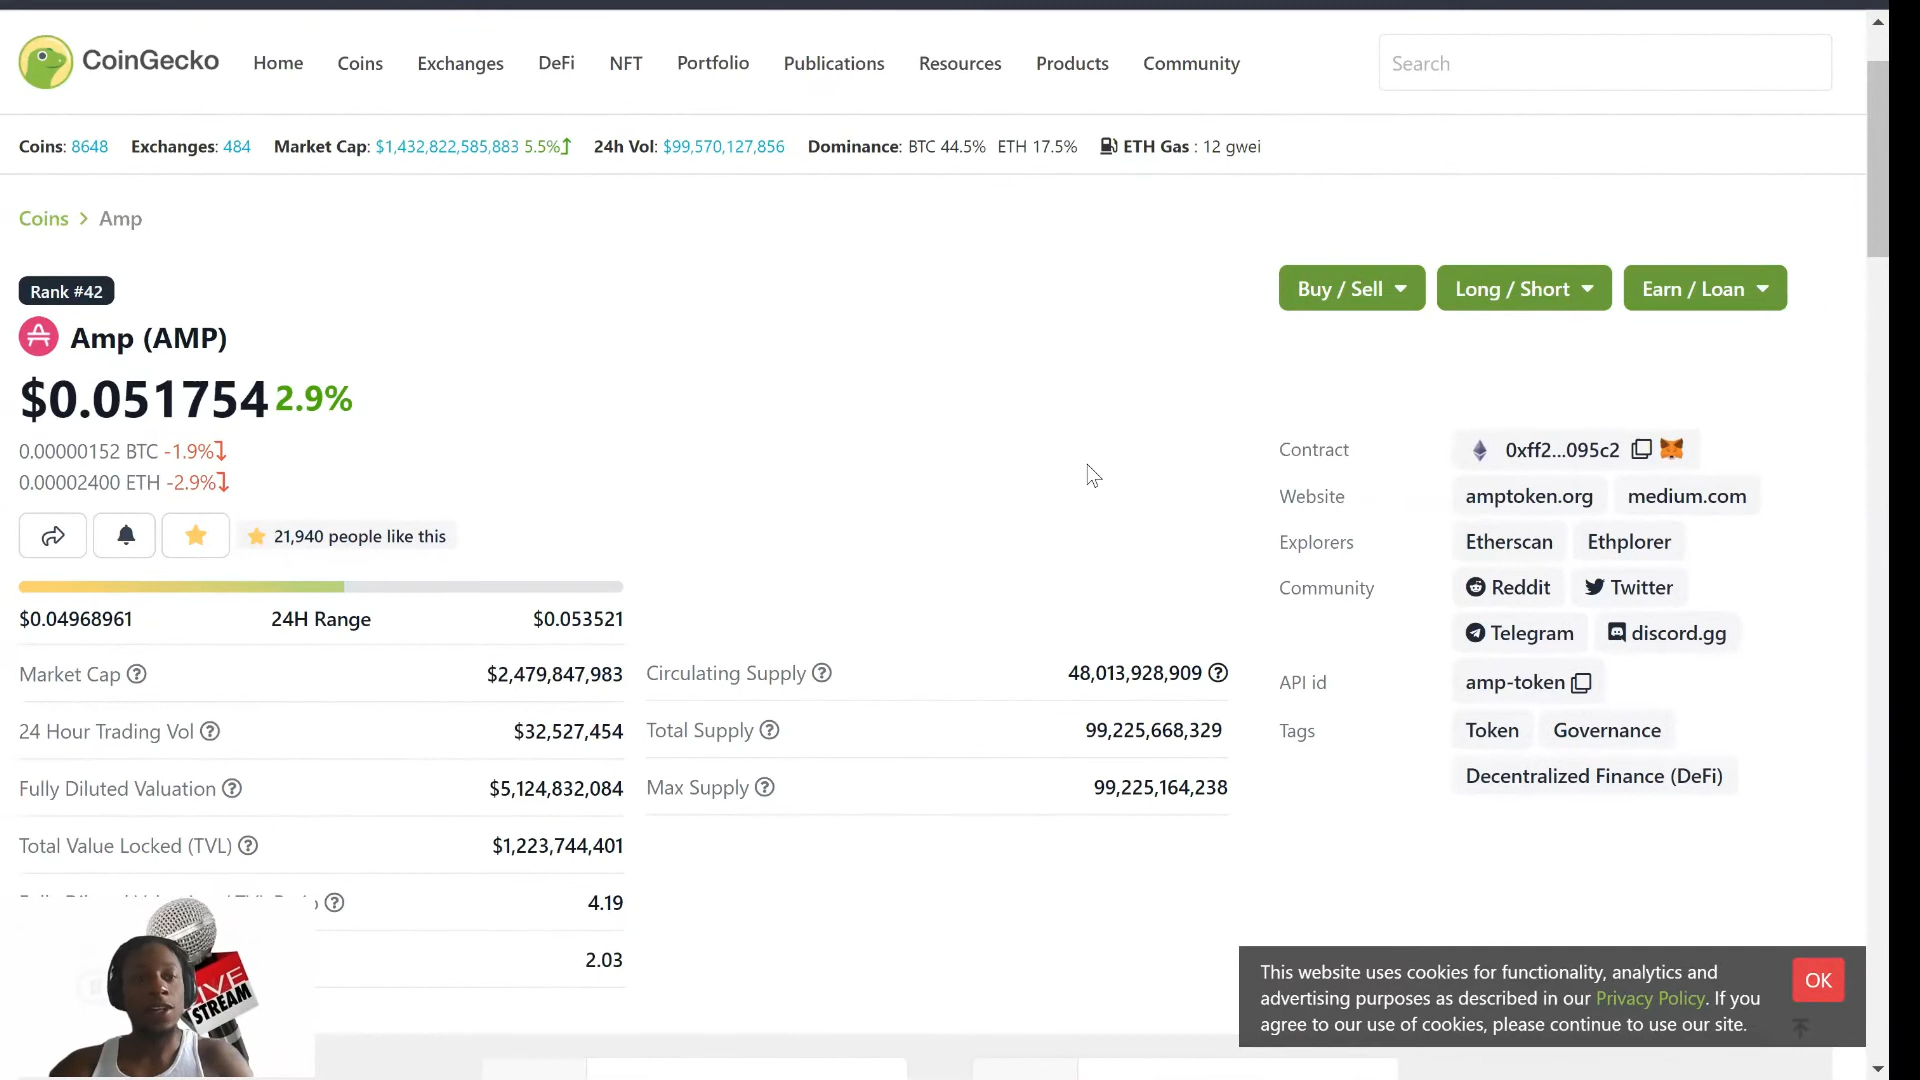 CoinGecko Home Coins Exchanges DeFi NFT Portfolio Publications Resources Products Community Search
Coins: 8648 Exchanges: 484 Market Cap: $1,432,822,585,883 5.5% 24h Vol: $99,570,127,856 Dominance: BTC 44.5% ETH 17.5% ETH Gas : 12 gwei
Coins > Amp
Rank #42
Buy / Sell Long / Short Earn / Loan
Amp (AMP)
$0.051754 2.9%
0.00000152 BTC -1.9%
0.00002400 ETH -2.9%
21,940 people like this
$0.04968961 24H Range $0.053521
Market Cap $2,479,847,983
24 Hour Trading Vol $32,527,454
Fully Diluted Valuation $5,124,832,084
Total Value Locked (TVL) $1,223,744,401
4.19
2.03
Circulating Supply 48,013,928,909
Total Supply 99,225,668,329
Max Supply 99,225,164,238
Contract 0xff2...095c2
Website amptoken.org medium.com
Explorers Etherscan Ethplorer
Community Reddit Twitter
Telegram discord.gg
API id amp-token
Tags Token Governance
Decentralized Finance (DeFi)
LIVE
STREAM
This website uses cookies for functionality, analytics and
advertising purposes as described in our Privacy Policy. If you
agree to our use of cookies, please continue to use our site.
OK